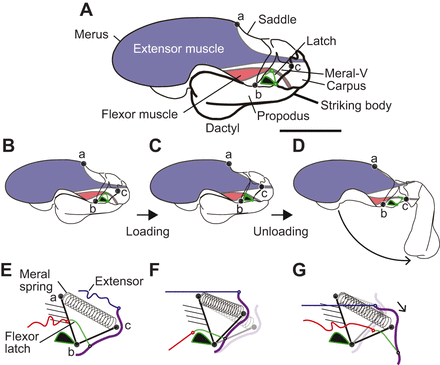 A
Saddle
Merus
Latch
Extensor muscle
a
c
Meral-V
Carpus
Flexor muscle
b
Striking body
Propodus
Dactyl
B
C
D
a
a
a
c
c
c
b
b
b
Loading
Unloading
E
F
G
Meral
spring
Extensor
a
c
Flexor
latch
b